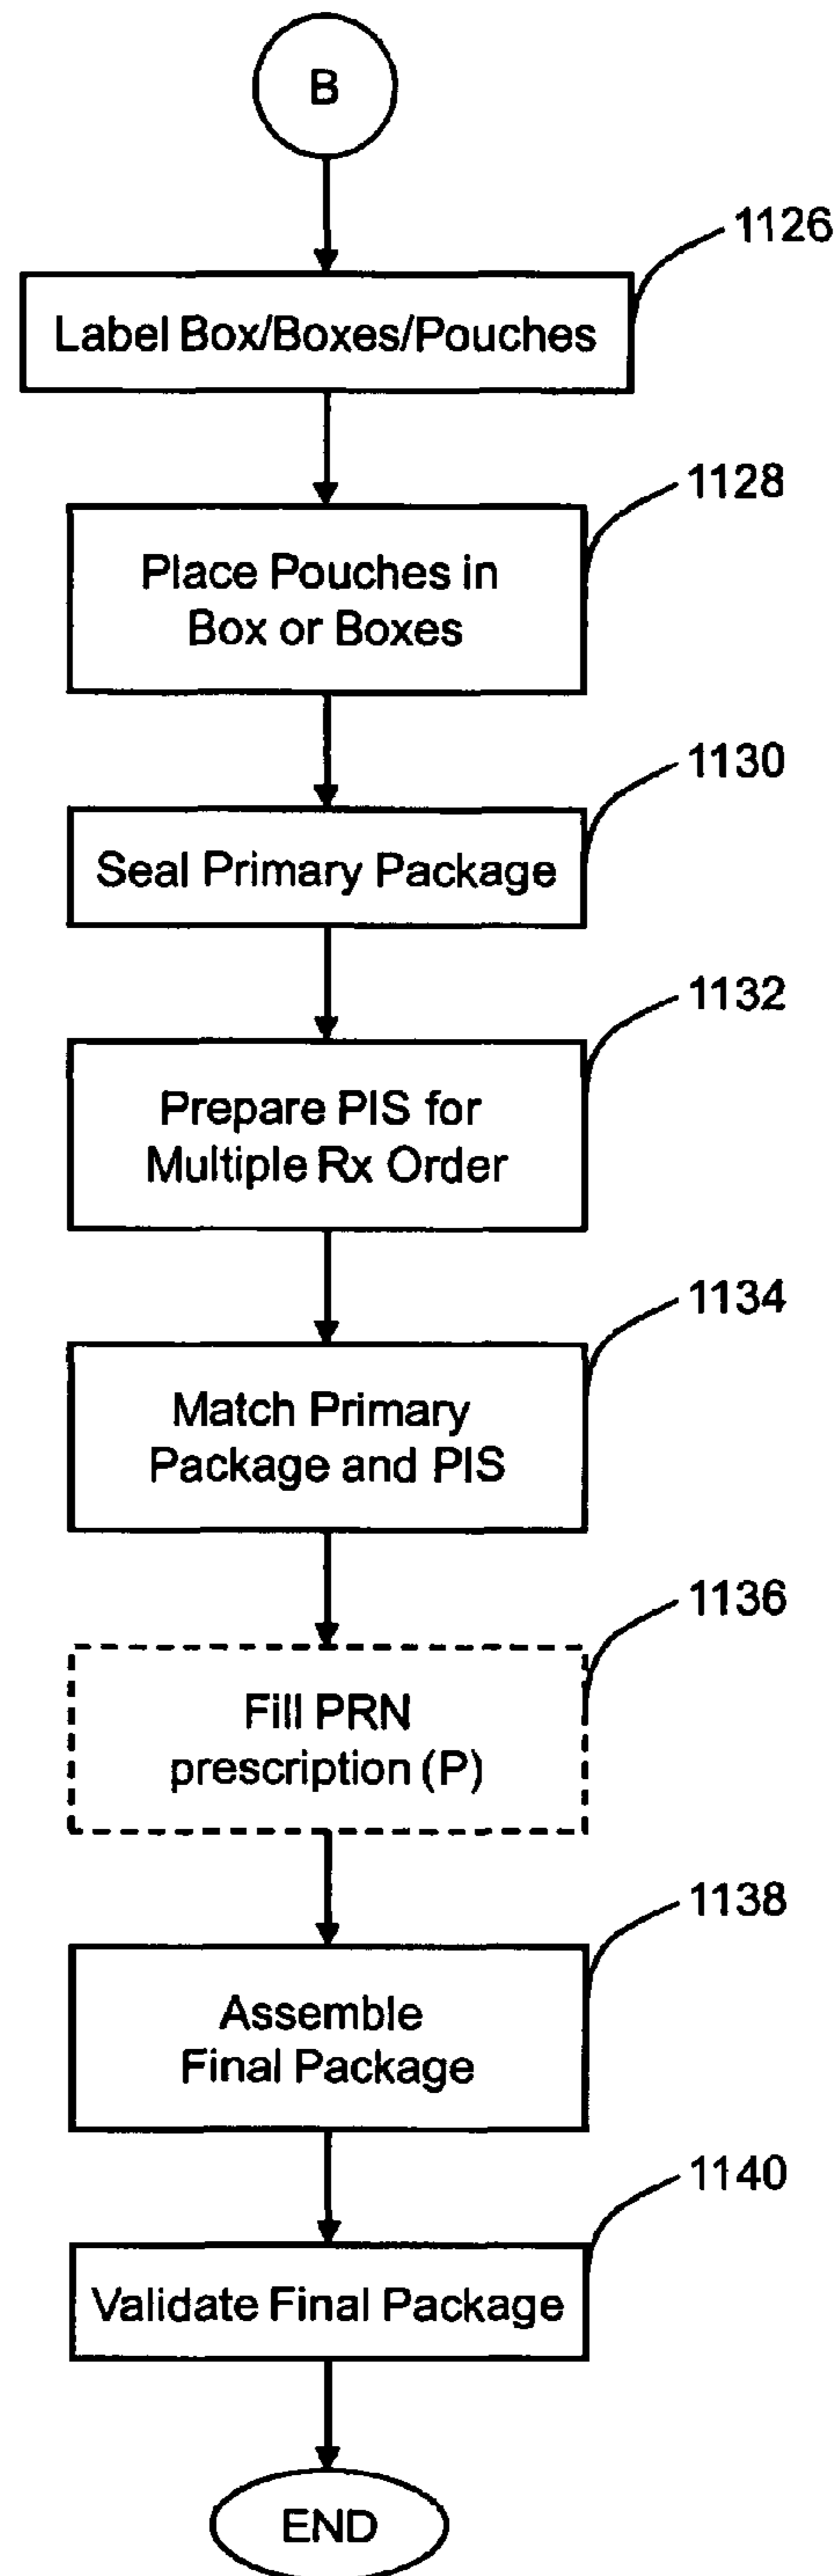 B
1126
Label Box/Boxes/Pouches
1128
Place Pouches in
Box or Boxes
1130
Seal Primary Package
1132
Prepare PIS for
Multiple Rx Order
1134
Match Primary
Package and PIS
1136
Fill PRN
prescription (P)
1138
Assemble
Final Package
1140
Validate Final Package
END